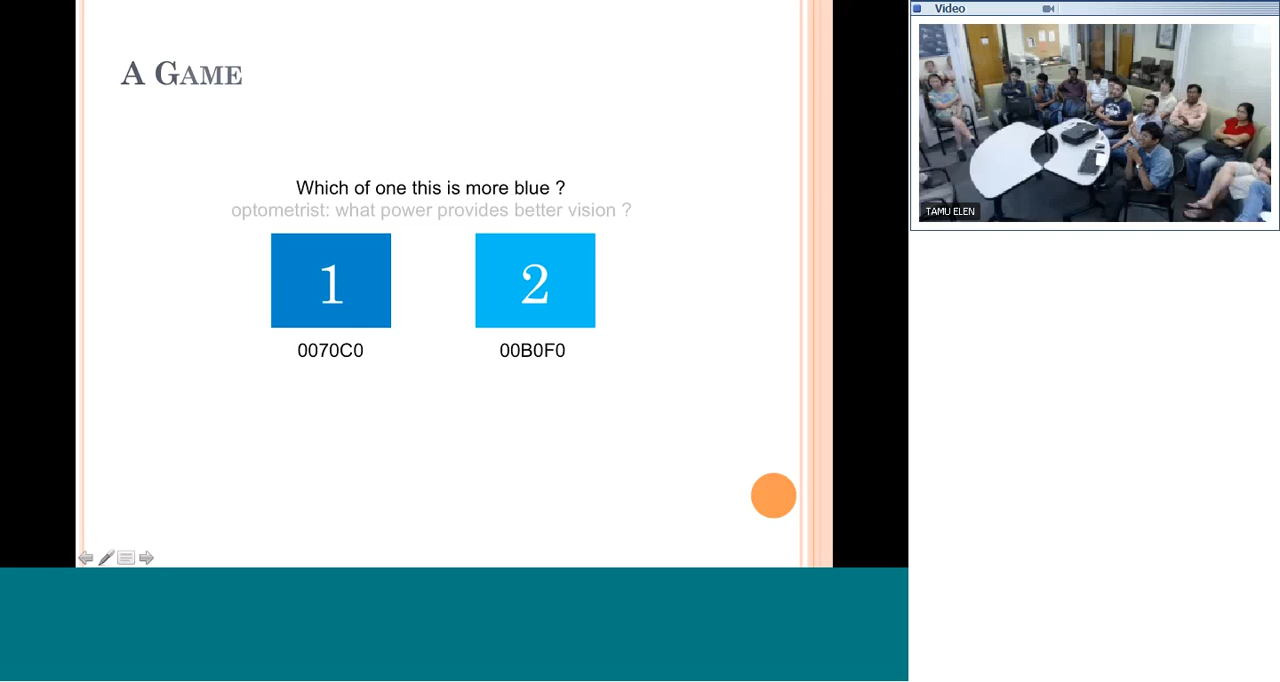 A GAME
Which of one this is more blue ?
optometrist: what power provides better vision ?
1 2
0070C0 00B0F0
Video
TAMU ELEN